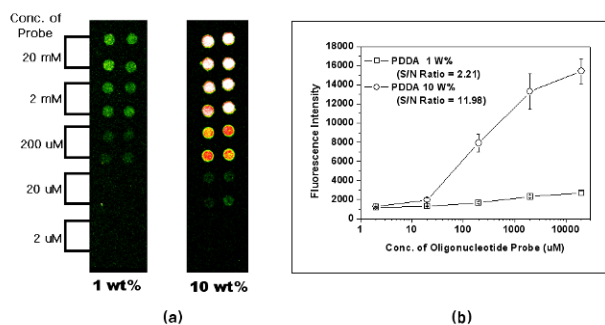 Conc. of
Probe
20 mM
2 mM
200 uM
20 uM
2 uM
1 wt%
10 wt%
(a)
18000
16000
14000
12000
10000
8000
6000
4000
2000
0
Fluorescence Intensity
PDDA 1 W%
(S/N Ratio = 2.21)
PDDA 10 W%
(S/N Ratio = 11.98)
1 10 100 1000 10000
Conc. of Oligonucleotide Probe (uM)
(b)